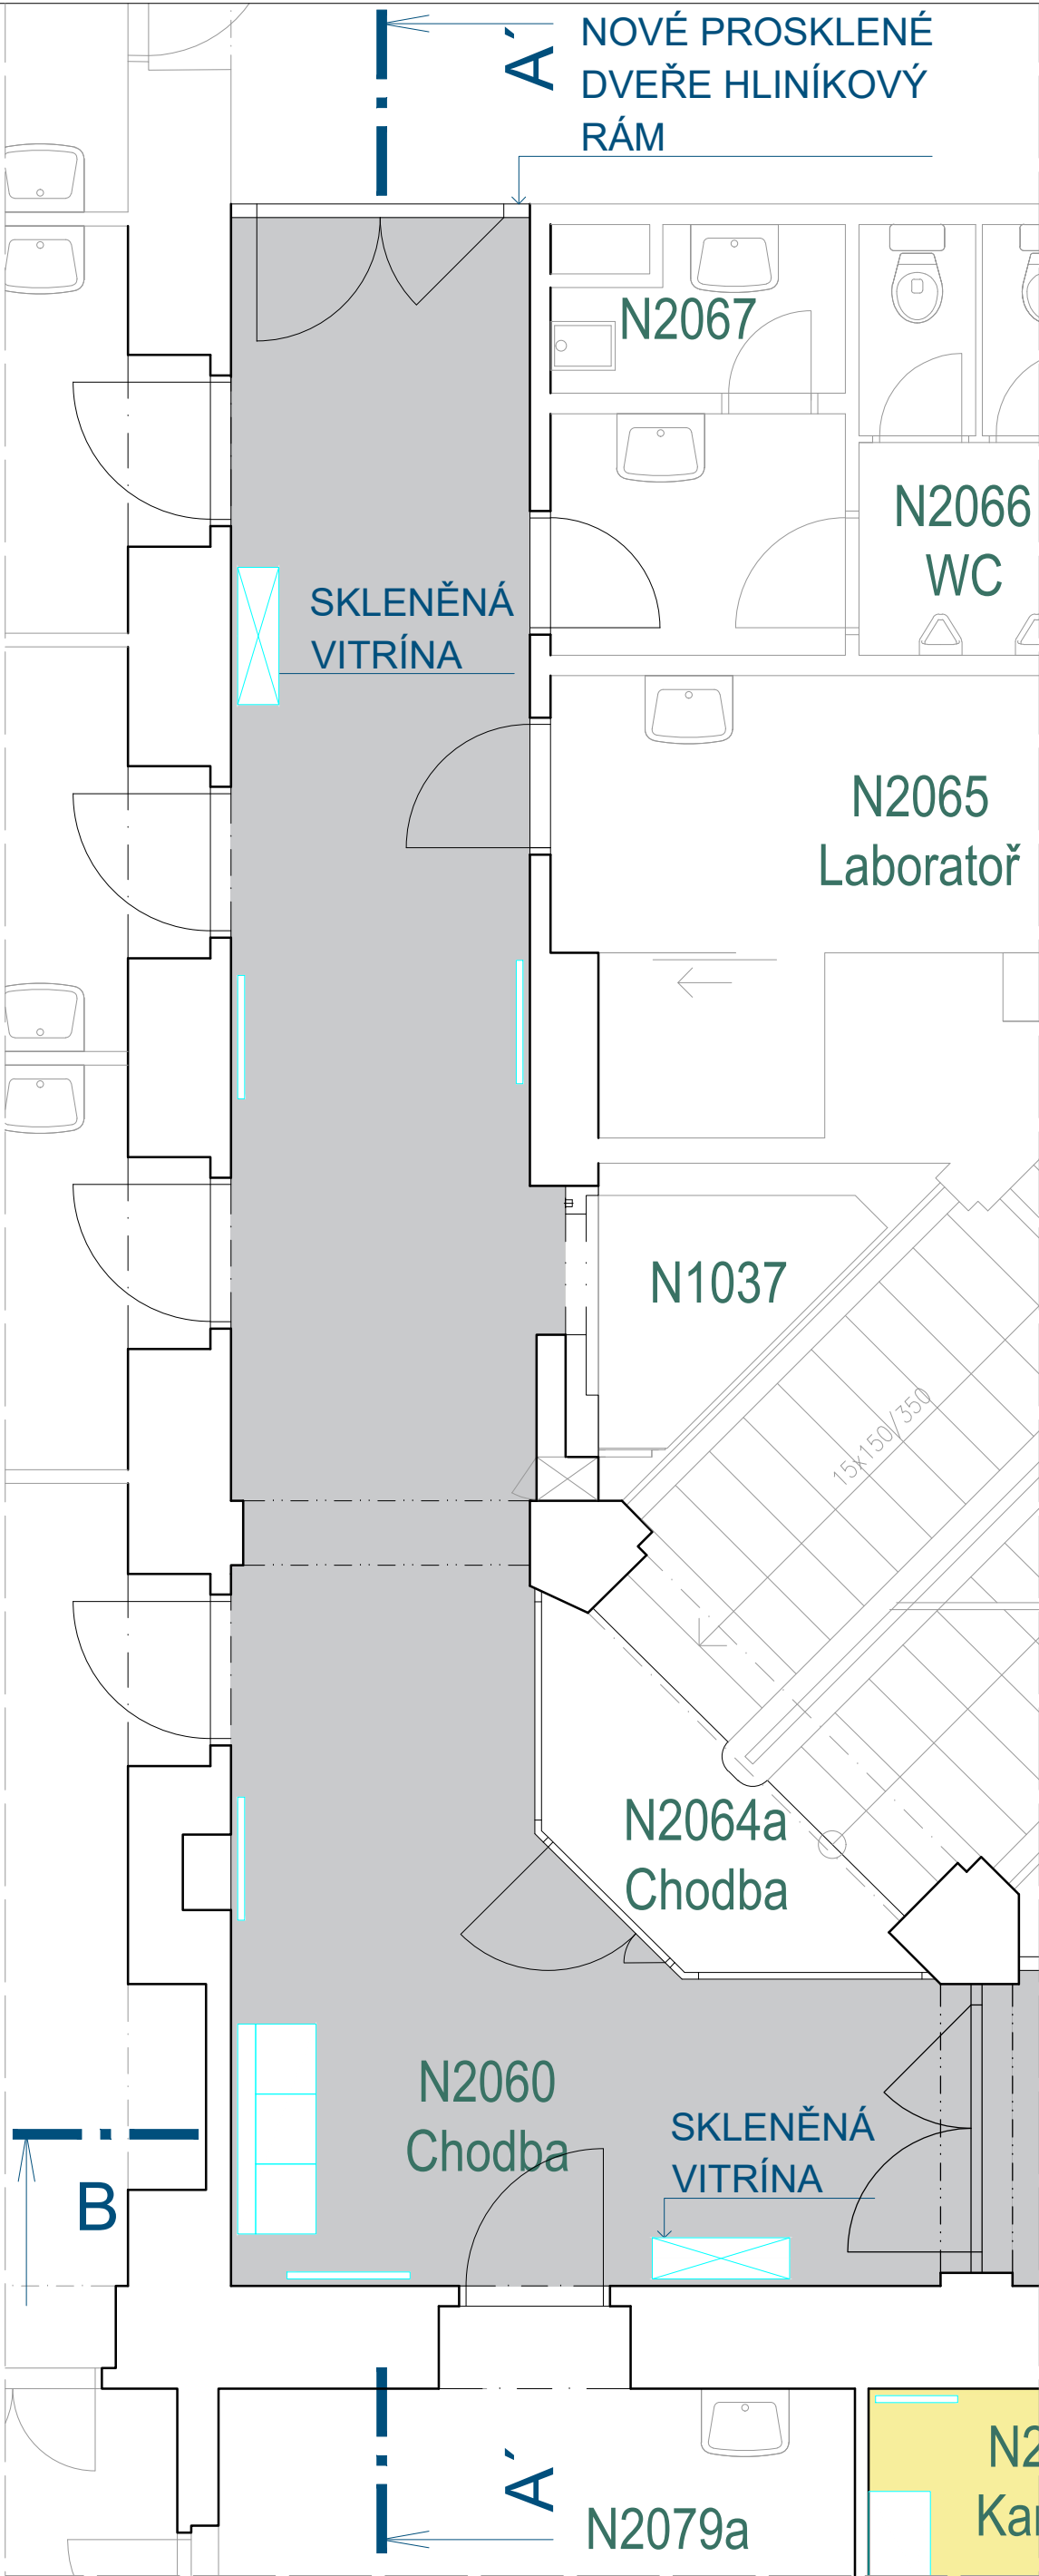 A´
NOVÉ PROSKLENÉ
DVEŘE HLINÍKOVÝ
RÁM
N2067
N2066
WC
SKLENĚNÁ
VITRÍNA
N2065
Laboratoř
N1037
15x150/350
N2064a
Chodba
N2060
Chodba
SKLENĚNÁ
VITRÍNA
B
A´
N2079a